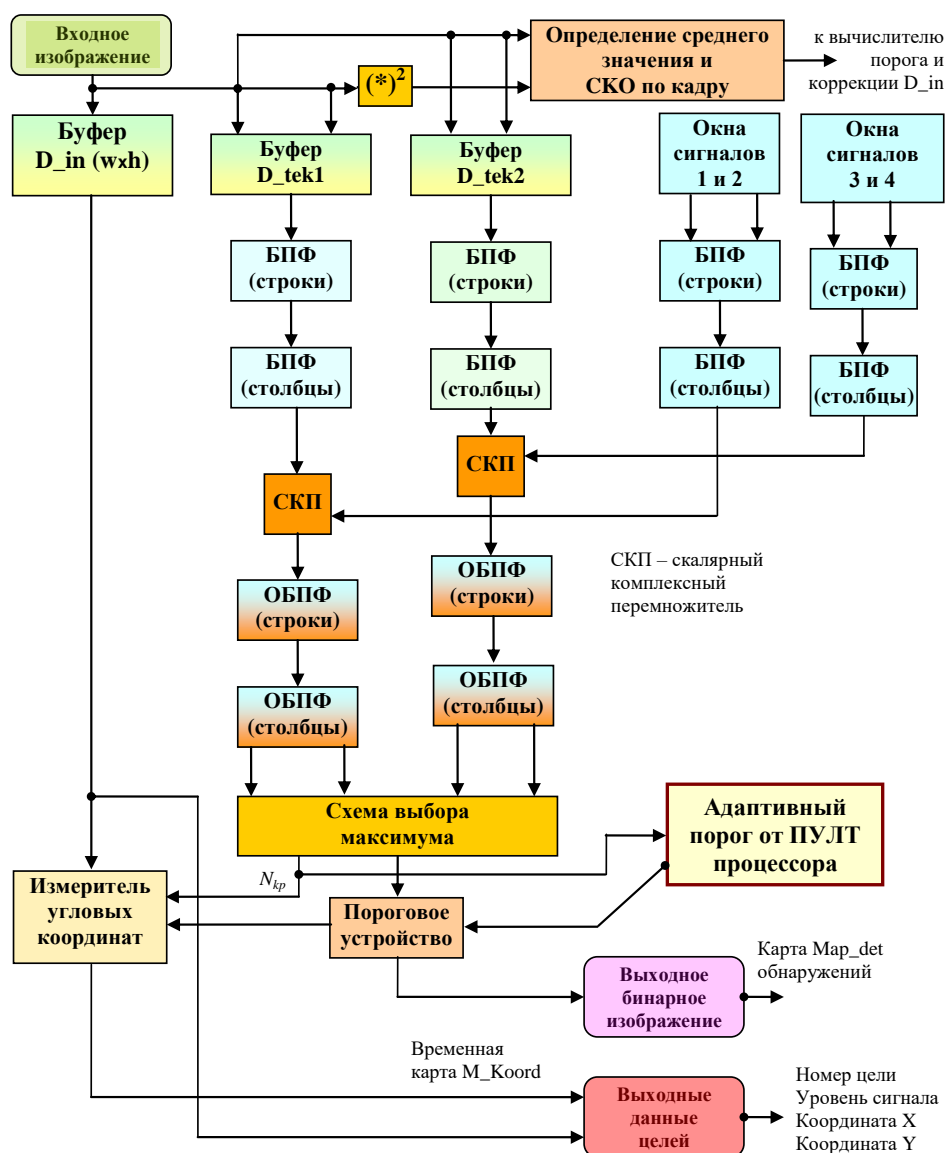 Входное
изображение
(*)²
Определение среднего
значения и
СКО по кадру
к вычислителю
порога и
коррекции D_in
Буфер
D_in (wxh)
Буфер
D_tek1
Буфер
D_tek2
Окна
сигналов
1 и 2
Окна
сигналов
3 и 4
БПФ
(строки)
БПФ
(строки)
БПФ
(строки)
БПФ
(строки)
БПФ
(столбцы)
БПФ
(столбцы)
БПФ
(столбцы)
БПФ
(столбцы)
СКП
СКП
СКП – скалярный
комплексный
перемножитель
ОБПФ
(строки)
ОБПФ
(строки)
ОБПФ
(столбцы)
ОБПФ
(столбцы)
Схема выбора
максимума
Адаптивный
порог от ПУЛТ
процессора
N_kp
Измеритель
угловых
координат
Пороговое
устройство
Выходное
бинарное
изображение
Карта Map_det
обнаружений
Временная
карта M_Koord
Выходные
данные
целей
Номер цели
Уровень сигнала
Координата X
Координата Y